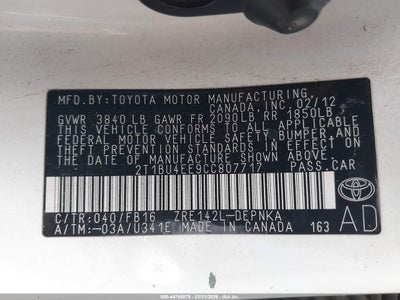 MFD.BY:TOYOTA MOTOR MANUFACTURING,
CANADA,INC. 02/12
GVWR 3840LB GAWR FR 2090LB,RR 1850LB
THIS VEHICLE CONFORMS TO ALL APPLICABLE
FEDERAL MOTOR VEHICLE SAFETY,BUMPER,AND
THEFT PREVENTION STANDARDS IN EFFECT ON
THE DATE OF MANUFACTURE SHOWN ABOVE.
2T1BU4EE9CC807717 PASS.CAR
TOYOTA
C/TR:040/FB16 ZRE142L-DEPNKA
A/TM:-03A/U341E MADE IN CANADA 163
AD